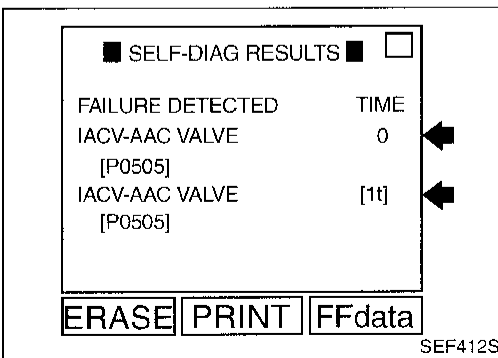 SELF-DIAG RESULTS
FAILURE DETECTED TIME
IACV-AAC VALVE 0
[P0505]
IACV-AAC VALVE [1t]
[P0505]
ERASE PRINT FFdata
SEF412S